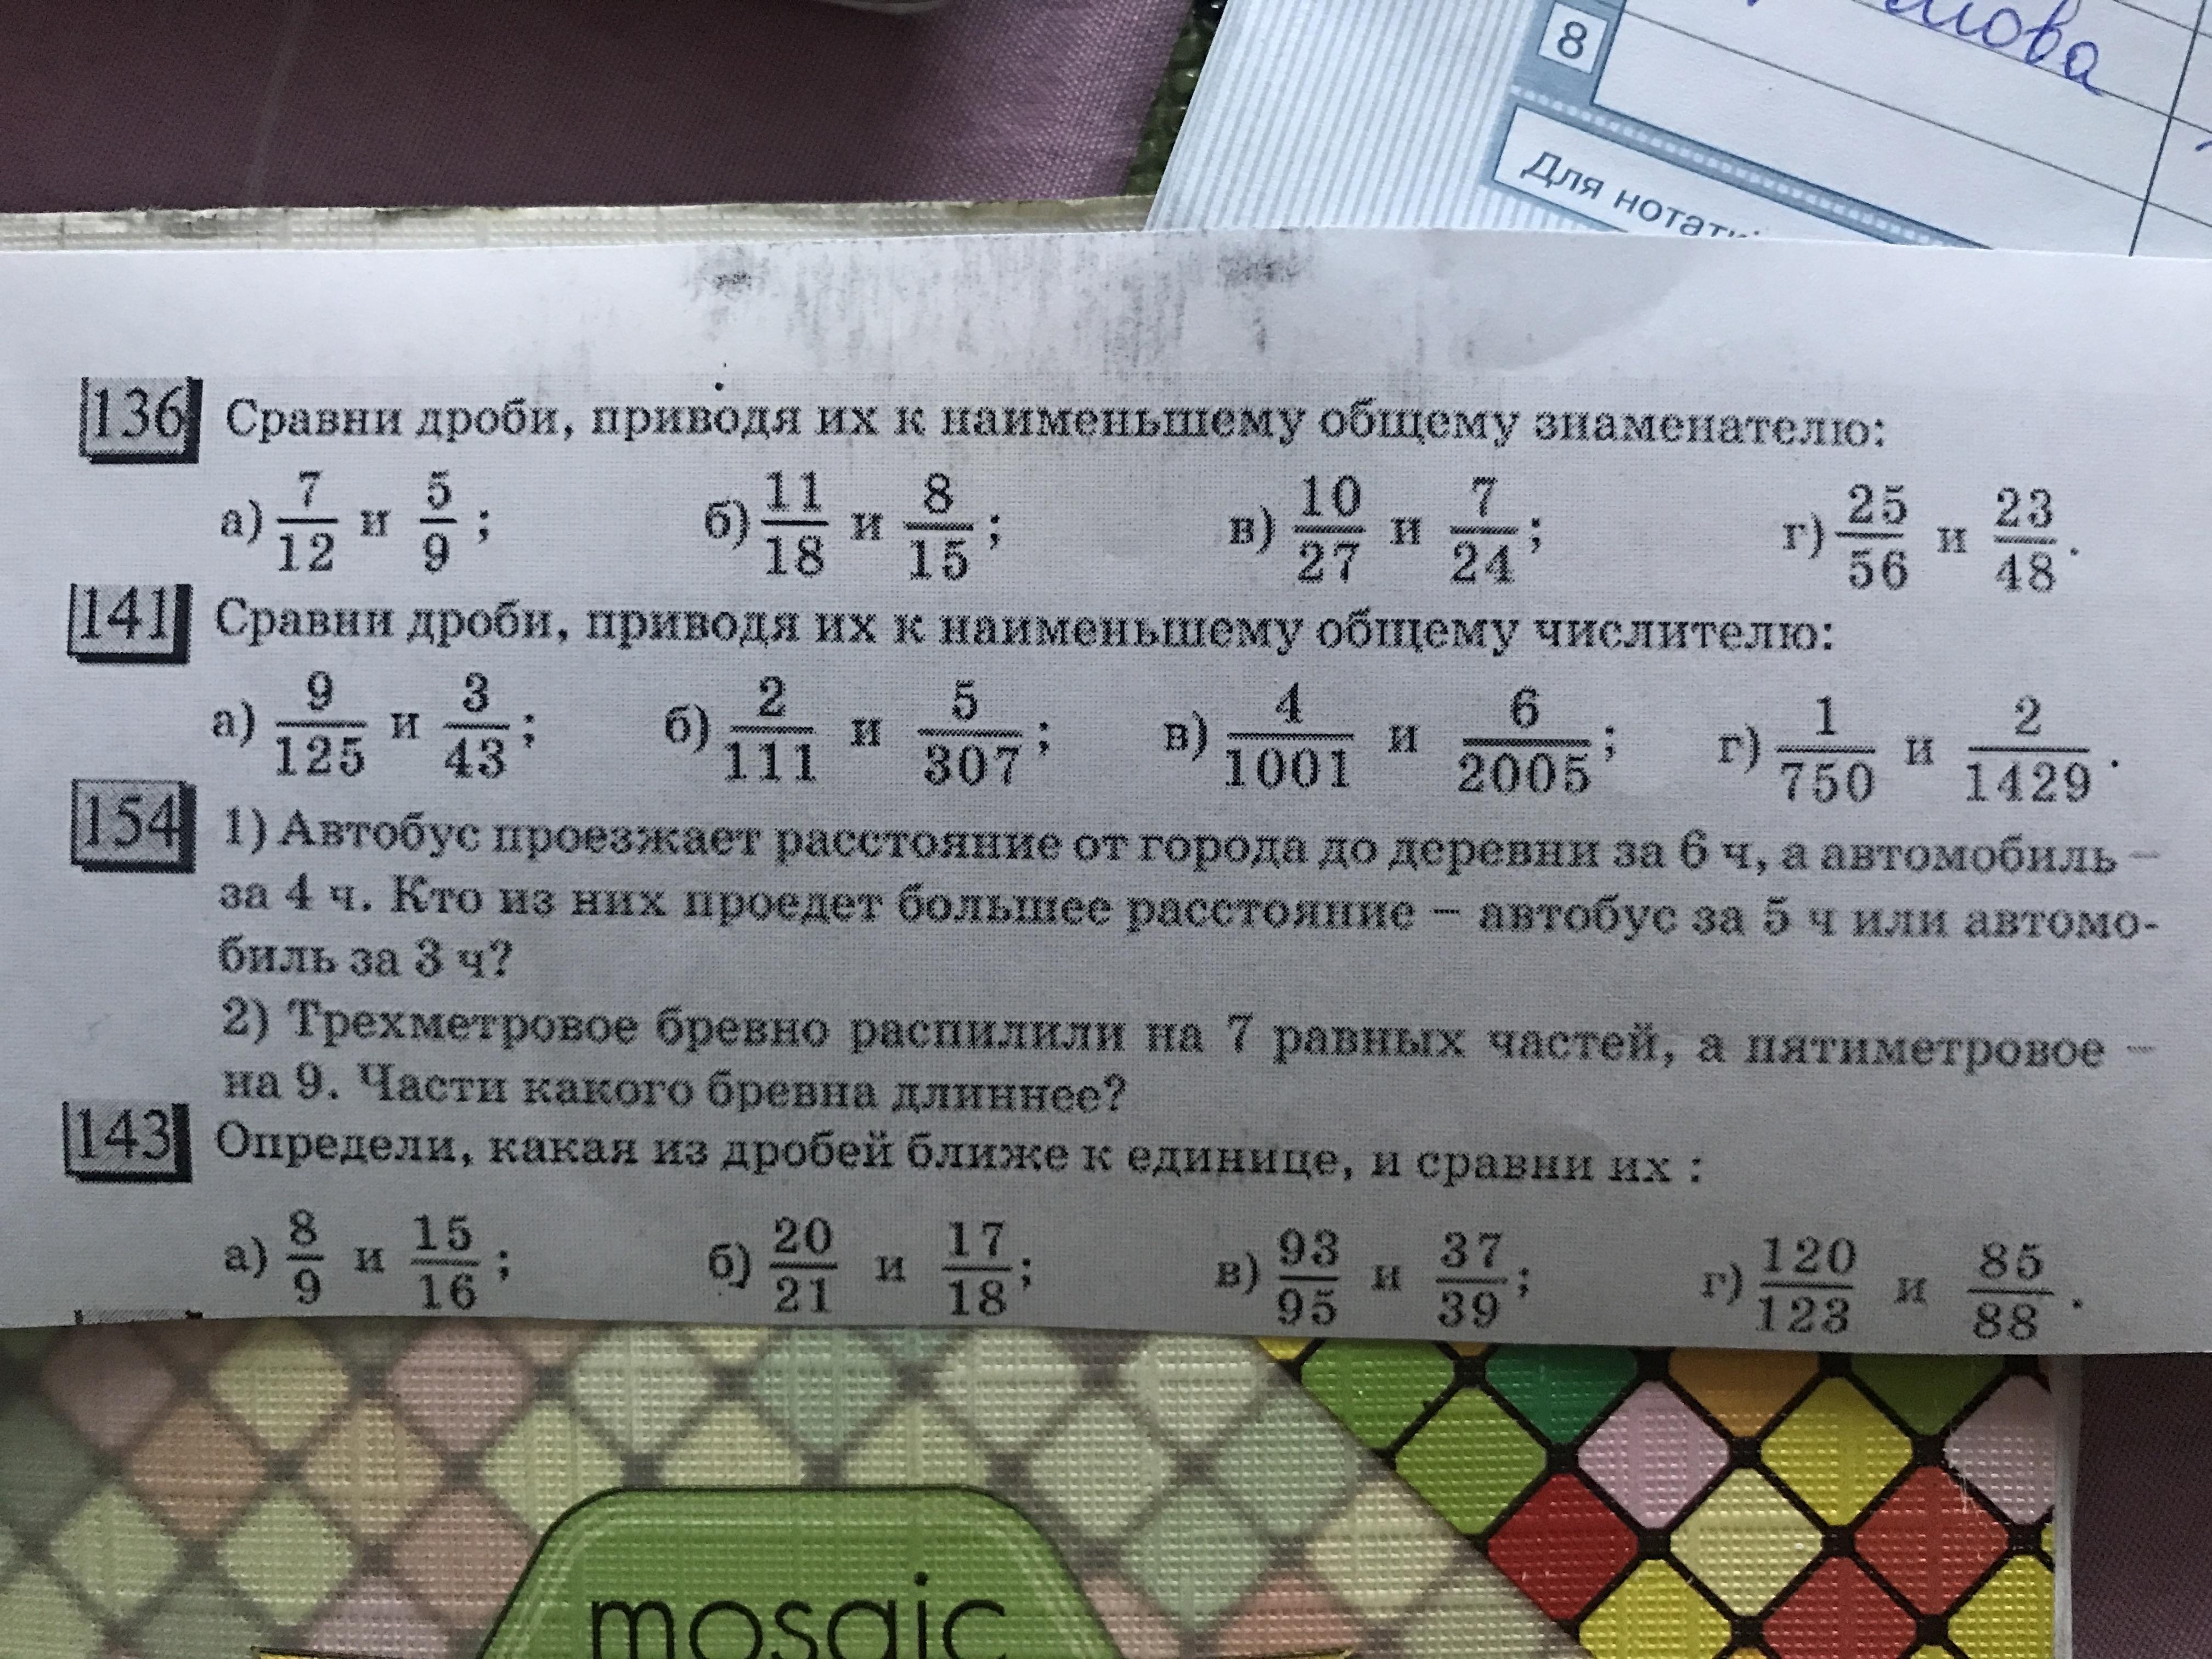 8
Для нотат
136 Сравни дроби, приводя их к наименьшему общему знаменателю:
а) 7/12 и 5/9; б) 11/18 и 8/15; в) 10/27 и 7/24; г) 25/56 и 23/48.
141 Сравни дроби, приводя их к наименьшему общему числителю:
а) 9/125 и 3/43; б) 2/111 и 5/307; в) 4/1001 и 6/2005; г) 1/750 и 2/1429.
154 1) Автобус проезжает расстояние от города до деревни за 6 ч, а автомобиль –
за 4 ч. Кто из них проедет большее расстояние – автобус за 5 ч или автомо-
биль за 3 ч?
2) Трехметровое бревно распилили на 7 равных частей, а пятиметровое –
на 9. Части какого бревна длиннее?
143 Определи, какая из дробей ближе к единице, и сравни их :
а) 8/9 и 15/16; б) 20/21 и 17/18; в) 93/95 и 37/39; г) 120/123 и 85/88.
mosaic